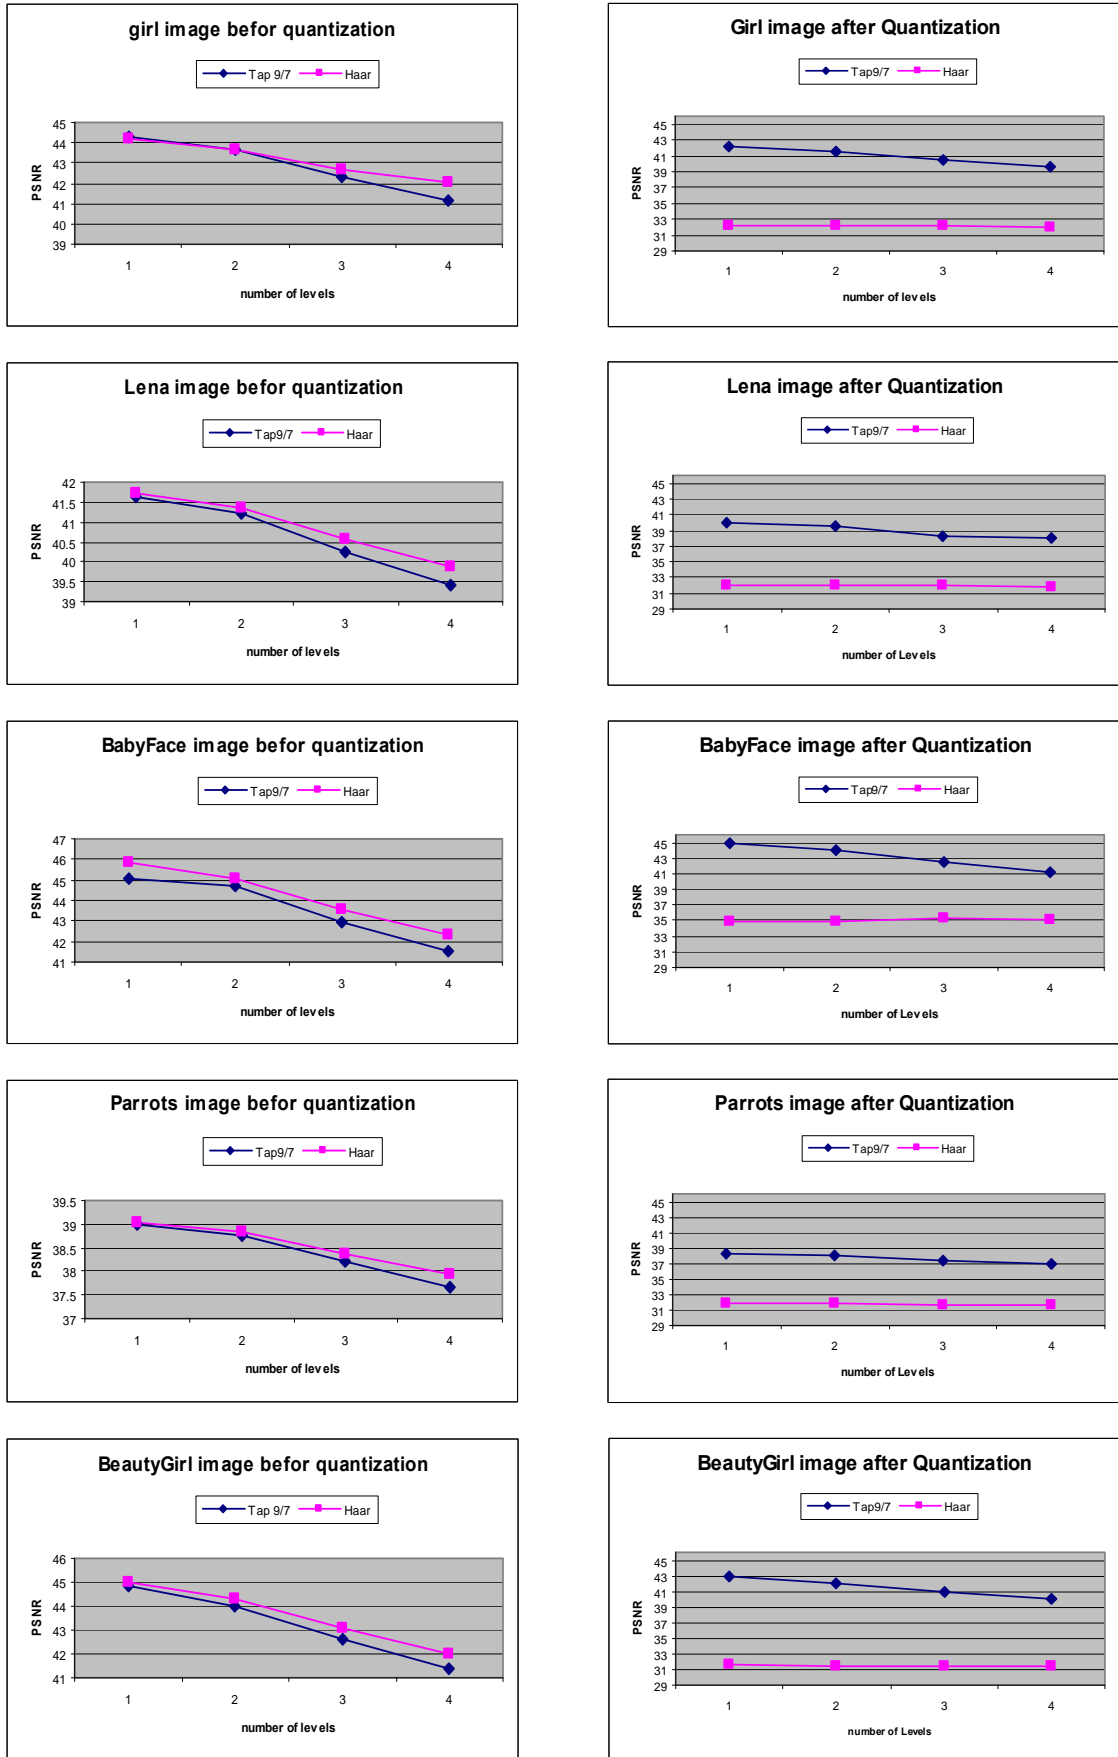 girl image befor quantization
Tap 9/7 Haar
45
44
43
42
41
40
39
PSNR
1 2 3 4
number of levels
Girl image after Quantization
Tap9/7 Haar
45
43
41
39
37
35
33
31
29
PSNR
1 2 3 4
number of levels
Lena image befor quantization
Tap9/7 Haar
42
41.5
41
40.5
40
39.5
39
PSNR
1 2 3 4
number of levels
Lena image after Quantization
Tap9/7 Haar
45
43
41
39
37
35
33
31
29
PSNR
1 2 3 4
number of Levels
BabyFace image befor quantization
Tap9/7 Haar
47
46
45
44
43
42
41
PSNR
1 2 3 4
number of levels
BabyFace image after Quantization
Tap9/7 Haar
45
43
41
39
37
35
33
31
29
PSNR
1 2 3 4
number of Levels
Parrots image befor quantization
Tap9/7 Haar
39.5
39
38.5
38
37.5
37
PSNR
1 2 3 4
number of levels
Parrots image after Quantization
Tap9/7 Haar
45
43
41
39
37
35
33
31
29
PSNR
1 2 3 4
number of Levels
BeautyGirl image befor quantization
Tap 9/7 Haar
46
45
44
43
42
41
PSNR
1 2 3 4
number of levels
BeautyGirl image after Quantization
Tap9/7 Haar
45
43
41
39
37
35
33
31
29
PSNR
1 2 3 4
number of Levels